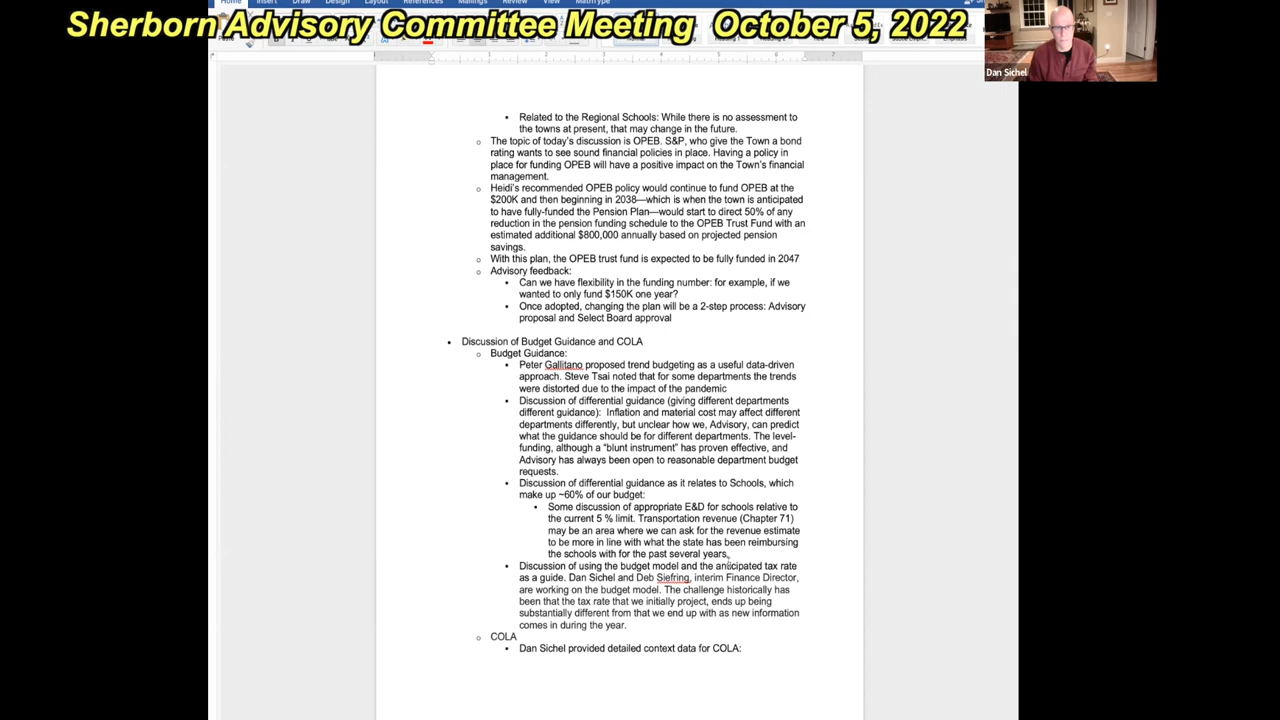 Home Insert Draw Design Layout References Mailings Review View MathType
Sherborn Advisory Committee Meeting October 5, 2022
Dan Sichel
• Related to the Regional Schools: While there is no assessment to
the towns at present, that may change in the future.
o The topic of today's discussion is OPEB. S&P, who give the Town a bond
rating wants to see sound financial policies in place. Having a policy in
place for funding OPEB will have a positive impact on the Town's financial
management.
o Heidi's recommended OPEB policy would continue to fund OPEB at the
$200K and then beginning in 2038—which is when the town is anticipated
to have fully-funded the Pension Plan—would start to direct 50% of any
reduction in the pension funding schedule to the OPEB Trust Fund with an
estimated additional $800,000 annually based on projected pension
savings.
o With this plan, the OPEB trust fund is expected to be fully funded in 2047
o Advisory feedback:
• Can we have flexibility in the funding number: for example, if we
wanted to only fund $150K one year?
• Once adopted, changing the plan will be a 2-step process: Advisory
proposal and Select Board approval
• Discussion of Budget Guidance and COLA
o Budget Guidance:
• Peter Gallitano proposed trend budgeting as a useful data-driven
approach. Steve Tsai noted that for some departments the trends
were distorted due to the impact of the pandemic
• Discussion of differential guidance (giving different departments
different guidance): Inflation and material cost may affect different
departments differently, but unclear how we, Advisory, can predict
what the guidance should be for different departments. The level-
funding, although a "blunt instrument" has proven effective, and
Advisory has always been open to reasonable department budget
requests.
• Discussion of differential guidance as it relates to Schools, which
make up ~60% of our budget:
• Some discussion of appropriate E&D for schools relative to
the current 5 % limit. Transportation revenue (Chapter 71)
may be an area where we can ask for the revenue estimate
to be more in line with what the state has been reimbursing
the schools with for the past several years.
• Discussion of using the budget model and the anticipated tax rate
as a guide. Dan Sichel and Deb Siefring, interim Finance Director,
are working on the budget model. The challenge historically has
been that the tax rate that we initially project, ends up being
substantially different from that we end up with as new information
comes in during the year.
o COLA
• Dan Sichel provided detailed context data for COLA: